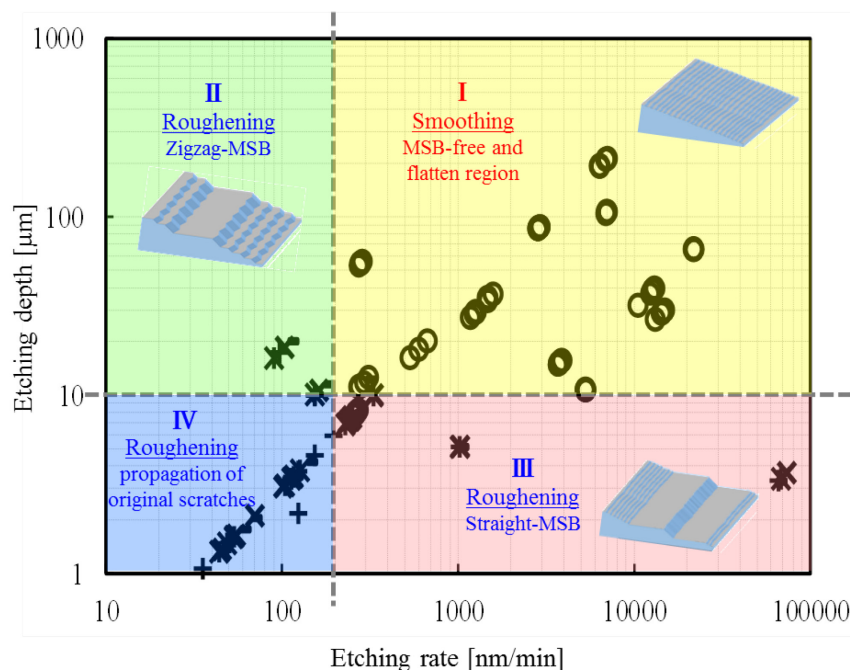 1000
100
10
1
Etching depth [μm]
II
Roughening
Zigzag-MSB
I
Smoothing
MSB-free and
flatten region
IV
Roughening
propagation of
original scratches
III
Roughening
Straight-MSB
10
100
1000
10000
100000
Etching rate [nm/min]